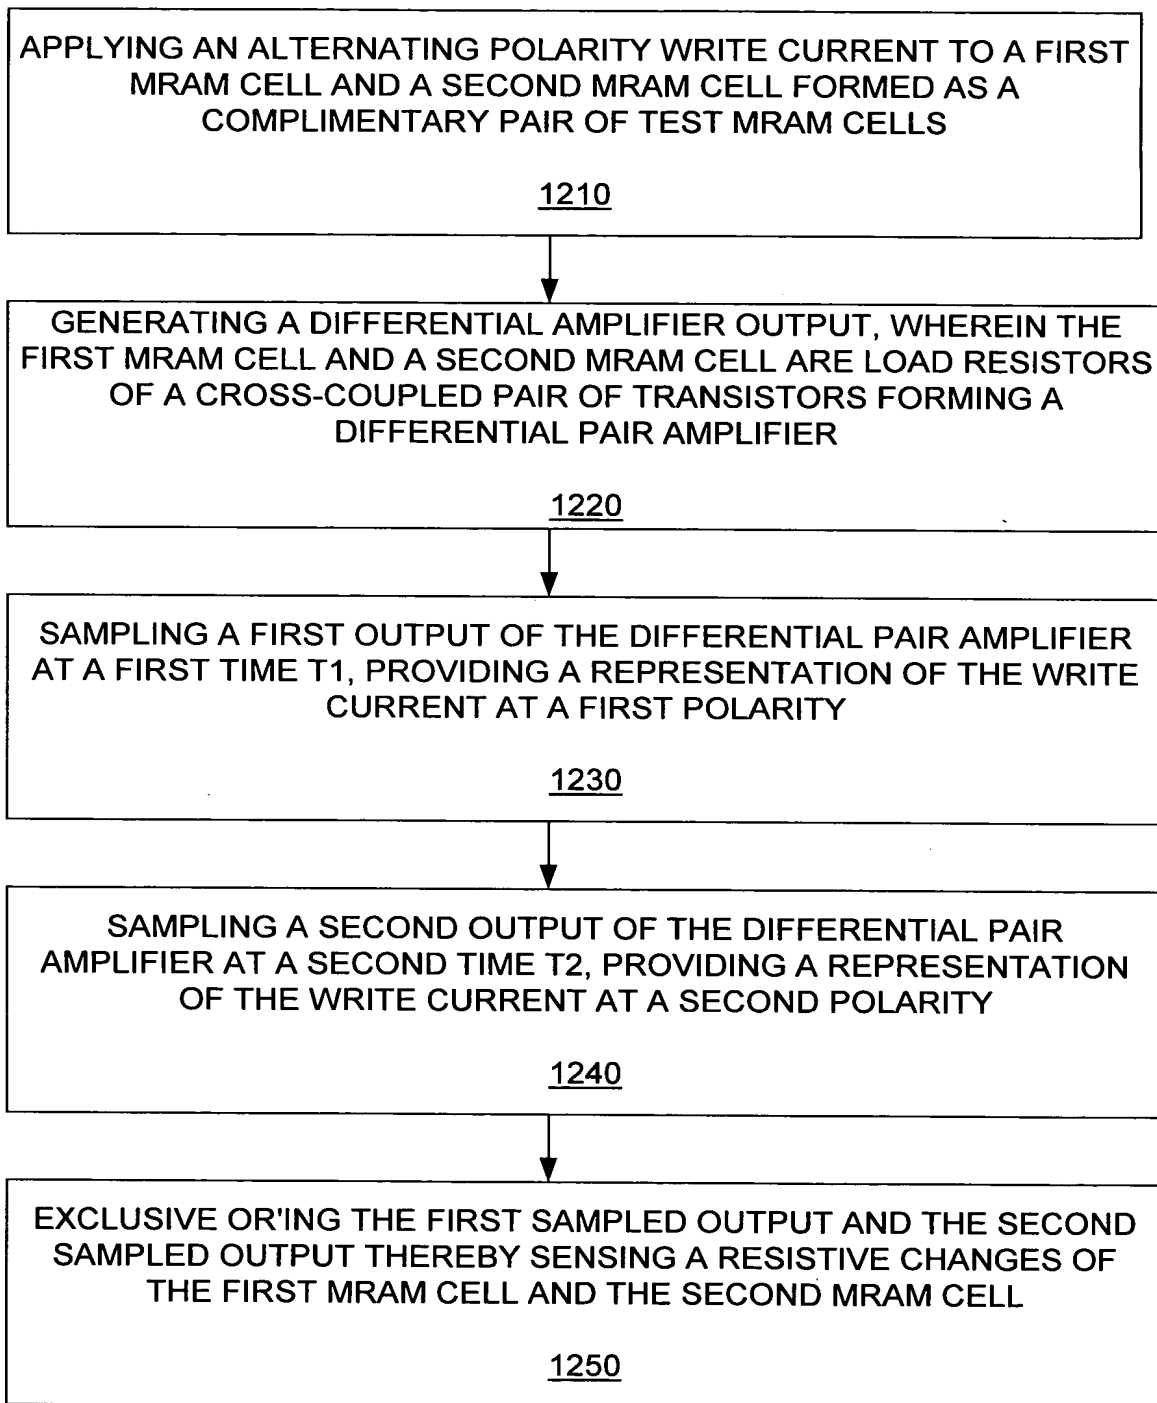 APPLYING AN ALTERNATING POLARITY WRITE CURRENT TO A FIRST
MRAM CELL AND A SECOND MRAM CELL FORMED AS A
COMPLIMENTARY PAIR OF TEST MRAM CELLS
1210
GENERATING A DIFFERENTIAL AMPLIFIER OUTPUT, WHEREIN THE
FIRST MRAM CELL AND A SECOND MRAM CELL ARE LOAD RESISTORS
OF A CROSS-COUPLED PAIR OF TRANSISTORS FORMING A
DIFFERENTIAL PAIR AMPLIFIER
1220
SAMPLING A FIRST OUTPUT OF THE DIFFERENTIAL PAIR AMPLIFIER
AT A FIRST TIME T1, PROVIDING A REPRESENTATION OF THE WRITE
CURRENT AT A FIRST POLARITY
1230
SAMPLING A SECOND OUTPUT OF THE DIFFERENTIAL PAIR
AMPLIFIER AT A SECOND TIME T2, PROVIDING A REPRESENTATION
OF THE WRITE CURRENT AT A SECOND POLARITY
1240
EXCLUSIVE OR'ING THE FIRST SAMPLED OUTPUT AND THE SECOND
SAMPLED OUTPUT THEREBY SENSING A RESISTIVE CHANGES OF
THE FIRST MRAM CELL AND THE SECOND MRAM CELL
1250